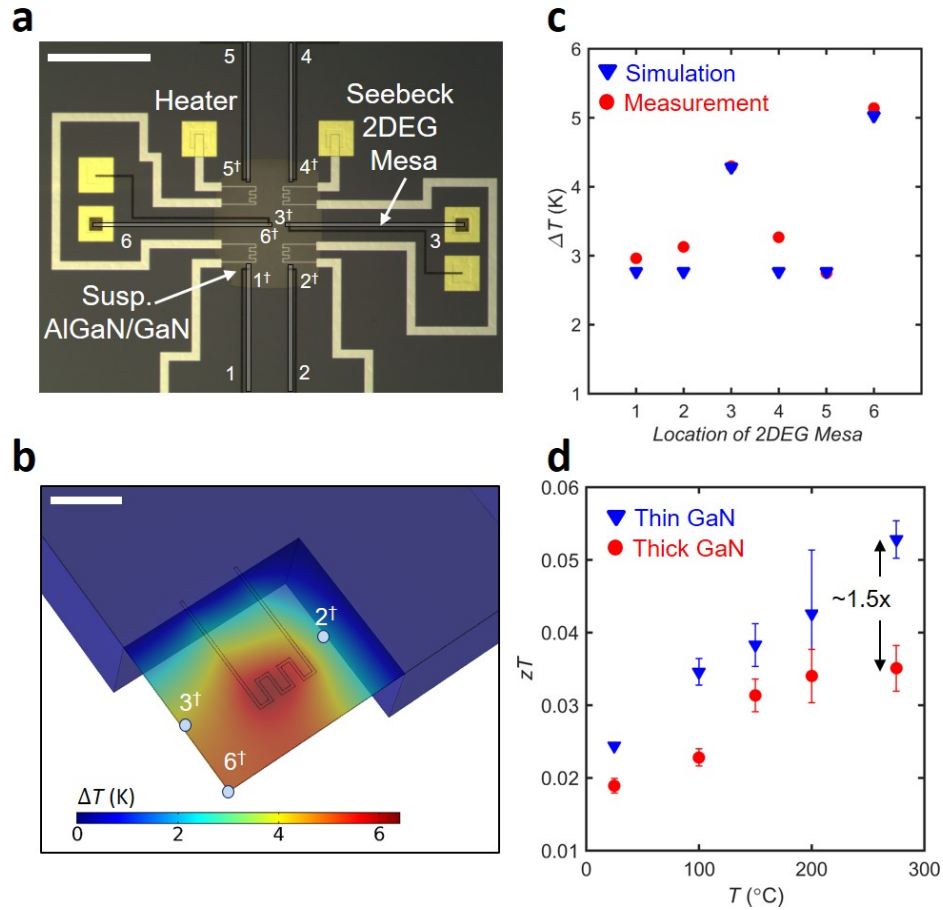 a
5
4
Heater
Seebeck
2DEG
Mesa
5†
4†
3†
6
6†
3
1†
2†
Susp.
AlGaN/GaN
1
2
b
2†
3†
6†
ΔT (K)
0
2
4
6
c
6
5
4
3
2
1
ΔT (K)
Simulation
Measurement
1 2 3 4 5 6
Location of 2DEG Mesa
d
0.06
0.05
0.04
0.03
0.02
0.01
zT
Thin GaN
Thick GaN
~1.5x
0 100 200 300
T (°C)